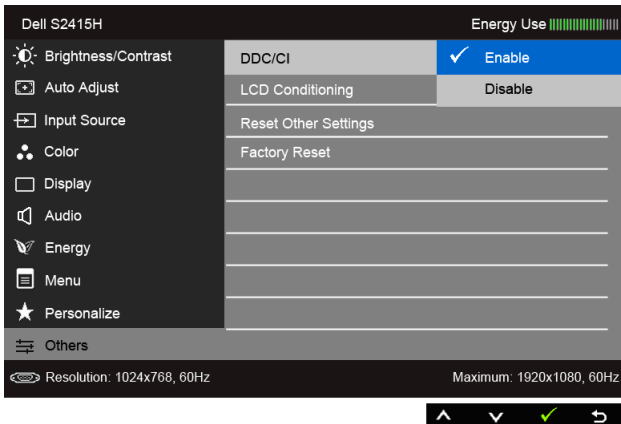 Dell S2415H
Energy Use
Brightness/Contrast
DDC/CI
Enable
Auto Adjust
LCD Conditioning
Disable
Input Source
Reset Other Settings
Color
Factory Reset
Display
Audio
Energy
Menu
Personalize
Others
Resolution: 1024x768, 60Hz
Maximum: 1920x1080, 60Hz